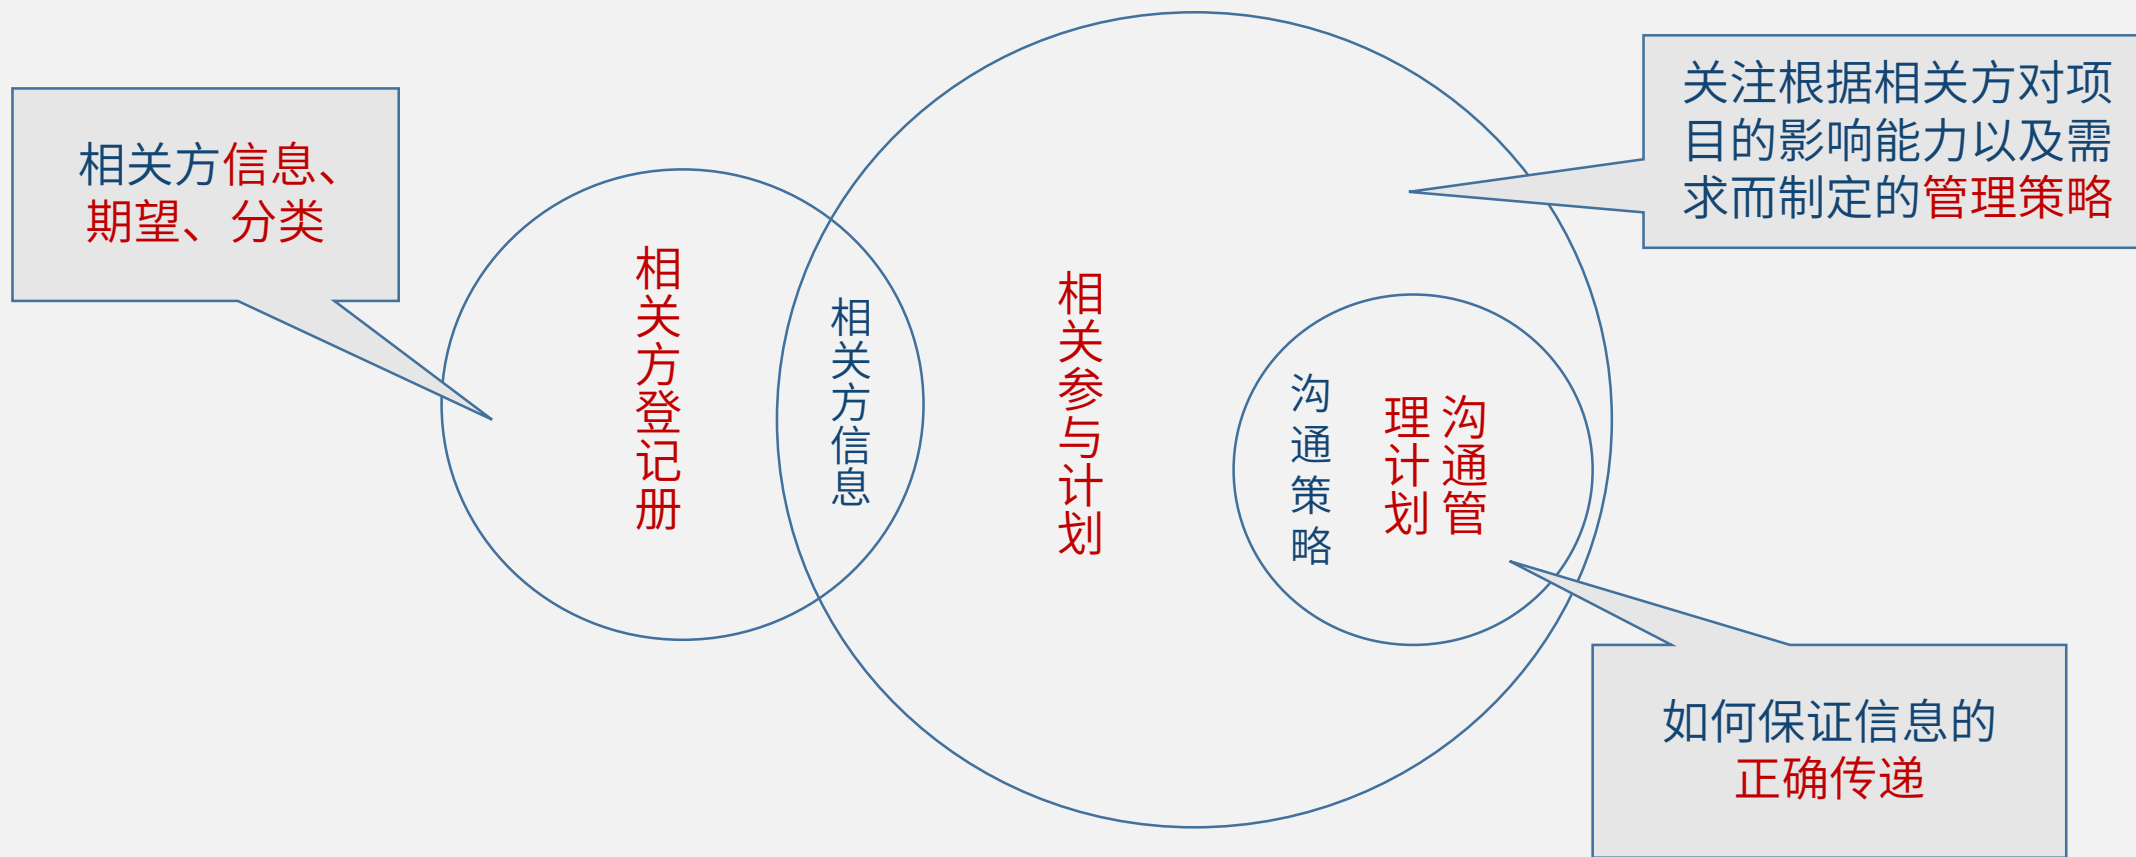 相关方信息、
期望、分类
相关方登记册
相关方信息
相关参与计划
沟通策略
沟通管
理计划
关注根据相关方对项
目的影响能力以及需
求而制定的管理策略
如何保证信息的
正确传递